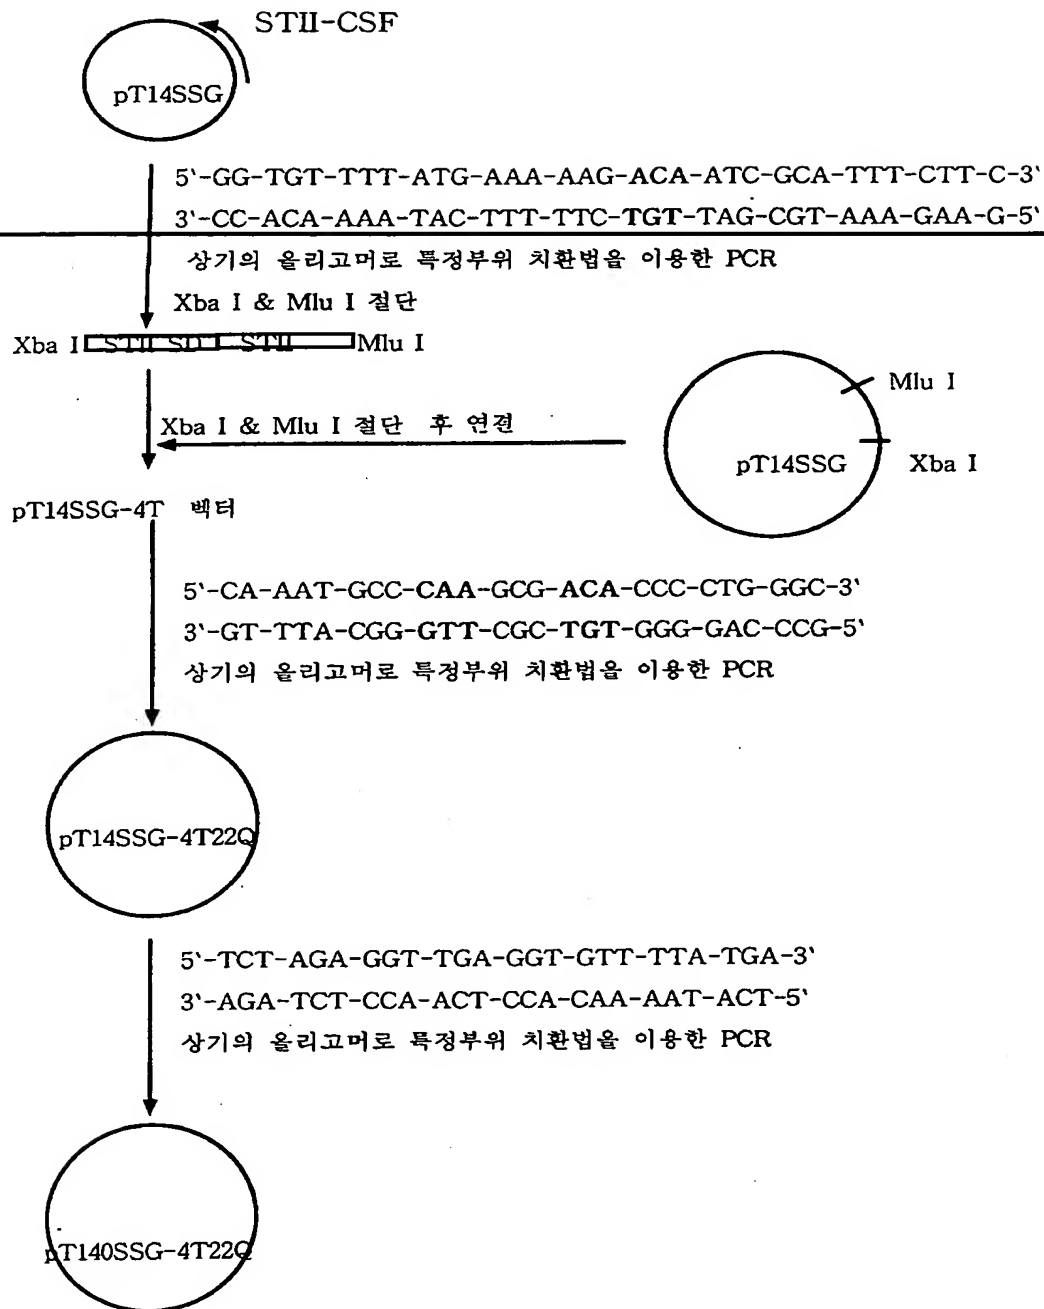 STII-CSF
pT14SSG
5‘-GG-TGT-TTT-ATG-AAA-AAG-ACA-ATC-GCA-TTT-CTT-C-3‘
3‘-CC-ACA-AAA-TAC-TTT-TTC-TGT-TAG-CGT-AAA-GAA-G-5‘
상기의 올리고머로 특정부위 치환법을 이용한 PCR
Xba I & Mlu I 절단
Xba I STII SD STII Mlu I
Mlu I
Xba I & Mlu I 절단 후 연결
pT14SSG Xba I
pT14SSG-4T 벡터
5‘-CA-AAT-GCC-CAA-GCG-ACA-CCC-CTG-GGC-3‘
3‘-GT-TTA-CGG-GTT-CGC-TGT-GGG-GAC-CCG-5‘
상기의 올리고머로 특정부위 치환법을 이용한 PCR
pT14SSG-4T22Q
5‘-TCT-AGA-GGT-TGA-GGT-GTT-TTA-TGA-3‘
3‘-AGA-TCT-CCA-ACT-CCA-CAA-AAT-ACT-5‘
상기의 올리고머로 특정부위 치환법을 이용한 PCR
pT140SSG-4T22Q